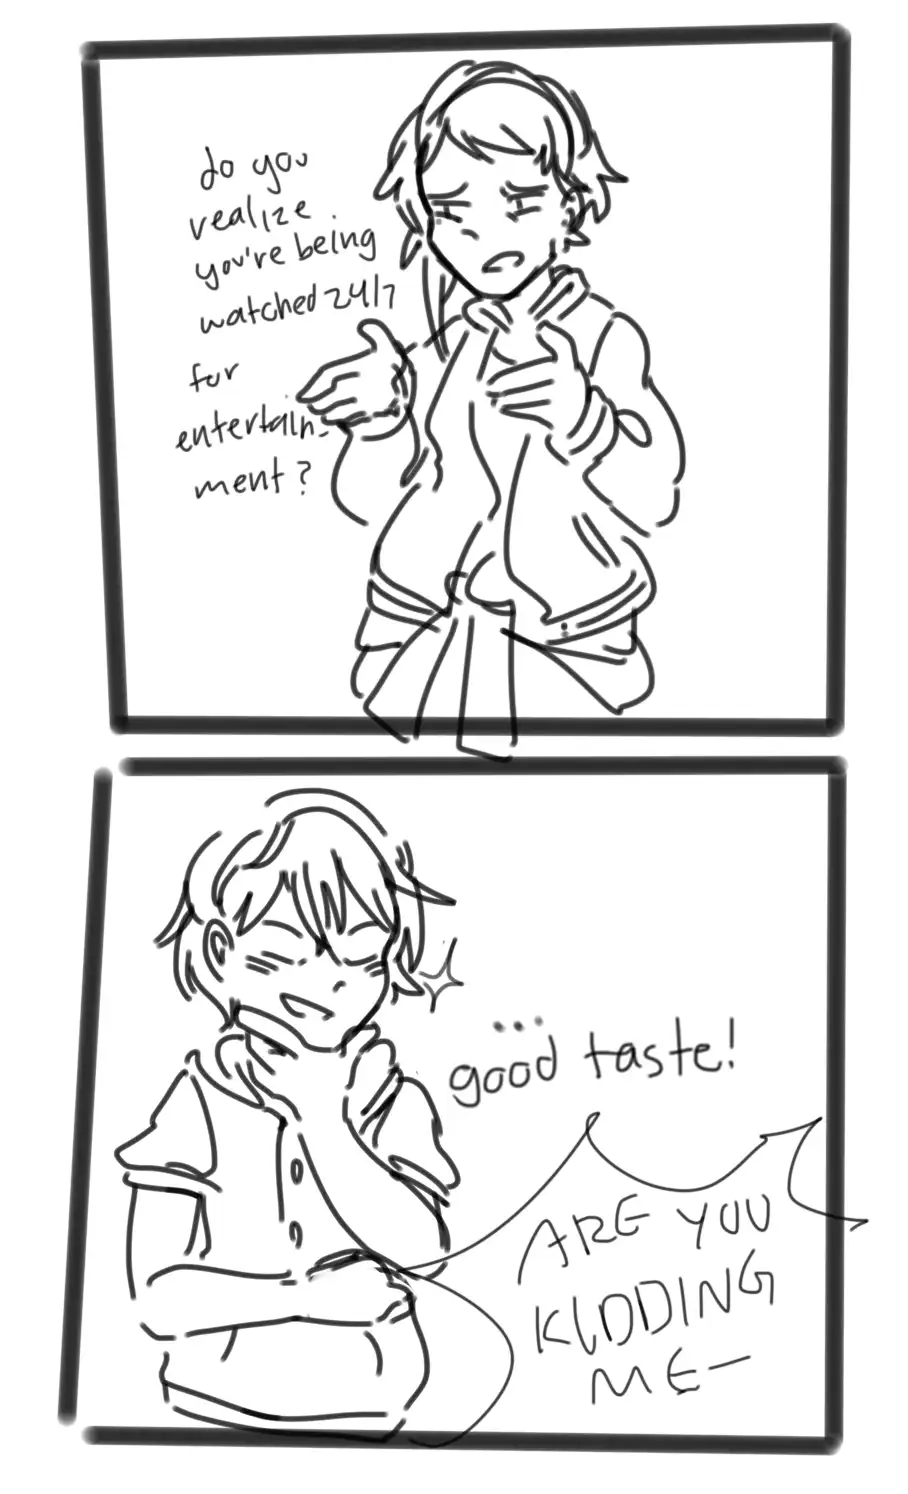 do you
realize
you're being
watched 24/7
for
entertain-
ment?
...
good taste!
ARE YOU
KIDDING
ME—